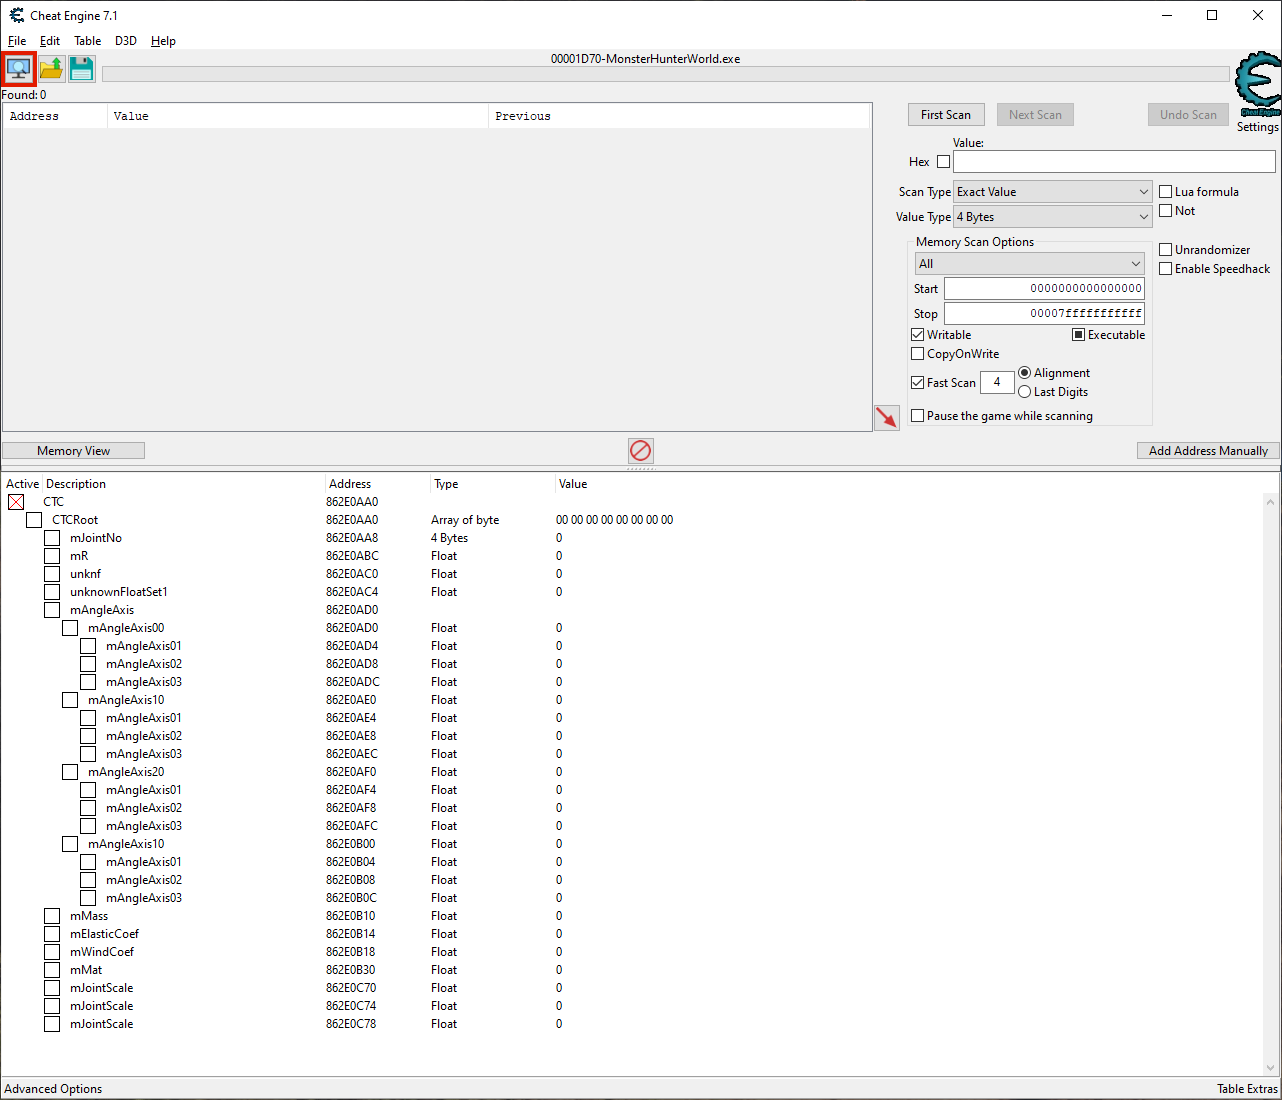 Cheat Engine 7.1
File Edit Table D3D Help
00001D70-MonsterHunterWorld.exe
Found: 0
Address Value Previous
First Scan Next Scan Undo Scan
Cheat Engine
Settings
Value:
Hex
Scan Type Exact Value Lua formula
Value Type 4 Bytes Not
Memory Scan Options
All
Unrandomizer
Enable Speedhack
Start 0000000000000000
Stop 00007fffffffffff
Writable Executable
CopyOnWrite
Fast Scan 4 Alignment
Last Digits
Pause the game while scanning
Memory View Add Address Manually
Active Description Address Type Value
CTC 862E0AA0
CTCRoot 862E0AA0 Array of byte 00 00 00 00 00 00 00 00
mJointNo 862E0AA8 4 Bytes 0
mR 862E0ABC Float 0
unknf 862E0AC0 Float 0
unknownFloatSet1 862E0AC4 Float 0
mAngleAxis 862E0AD0
mAngleAxis00 862E0AD0 Float 0
mAngleAxis01 862E0AD4 Float 0
mAngleAxis02 862E0AD8 Float 0
mAngleAxis03 862E0ADC Float 0
mAngleAxis10 862E0AE0 Float 0
mAngleAxis01 862E0AE4 Float 0
mAngleAxis02 862E0AE8 Float 0
mAngleAxis03 862E0AEC Float 0
mAngleAxis20 862E0AF0 Float 0
mAngleAxis01 862E0AF4 Float 0
mAngleAxis02 862E0AF8 Float 0
mAngleAxis03 862E0AFC Float 0
mAngleAxis10 862E0B00 Float 0
mAngleAxis01 862E0B04 Float 0
mAngleAxis02 862E0B08 Float 0
mAngleAxis03 862E0B0C Float 0
mMass 862E0B10 Float 0
mElasticCoef 862E0B14 Float 0
mWindCoef 862E0B18 Float 0
mMat 862E0B30 Float 0
mJointScale 862E0C70 Float 0
mJointScale 862E0C74 Float 0
mJointScale 862E0C78 Float 0
Advanced Options Table Extras